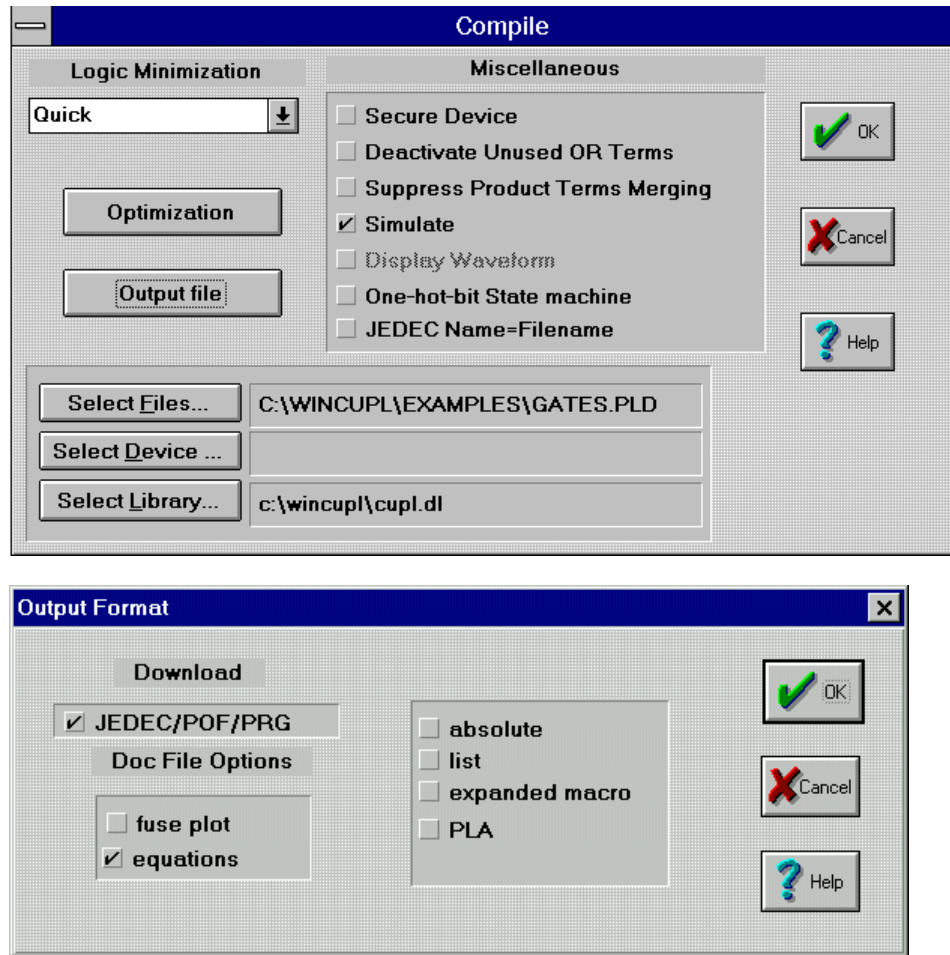 Compile
Logic Minimization
Miscellaneous
Quick
Secure Device
Deactivate Unused OR Terms
Suppress Product Terms Merging
Simulate
Display Waveform
One-hot-bit State machine
JEDEC Name=Filename
Optimization
Output file
OK
Cancel
Help
Select Files...
C:\WINCUPL\EXAMPLES\GATES.PLD
Select Device ...
Select Library...
c:\wincupl\cupl.dl
Output Format
Download
JEDEC/POF/PRG
Doc File Options
fuse plot
equations
absolute
list
expanded macro
PLA
OK
Cancel
Help